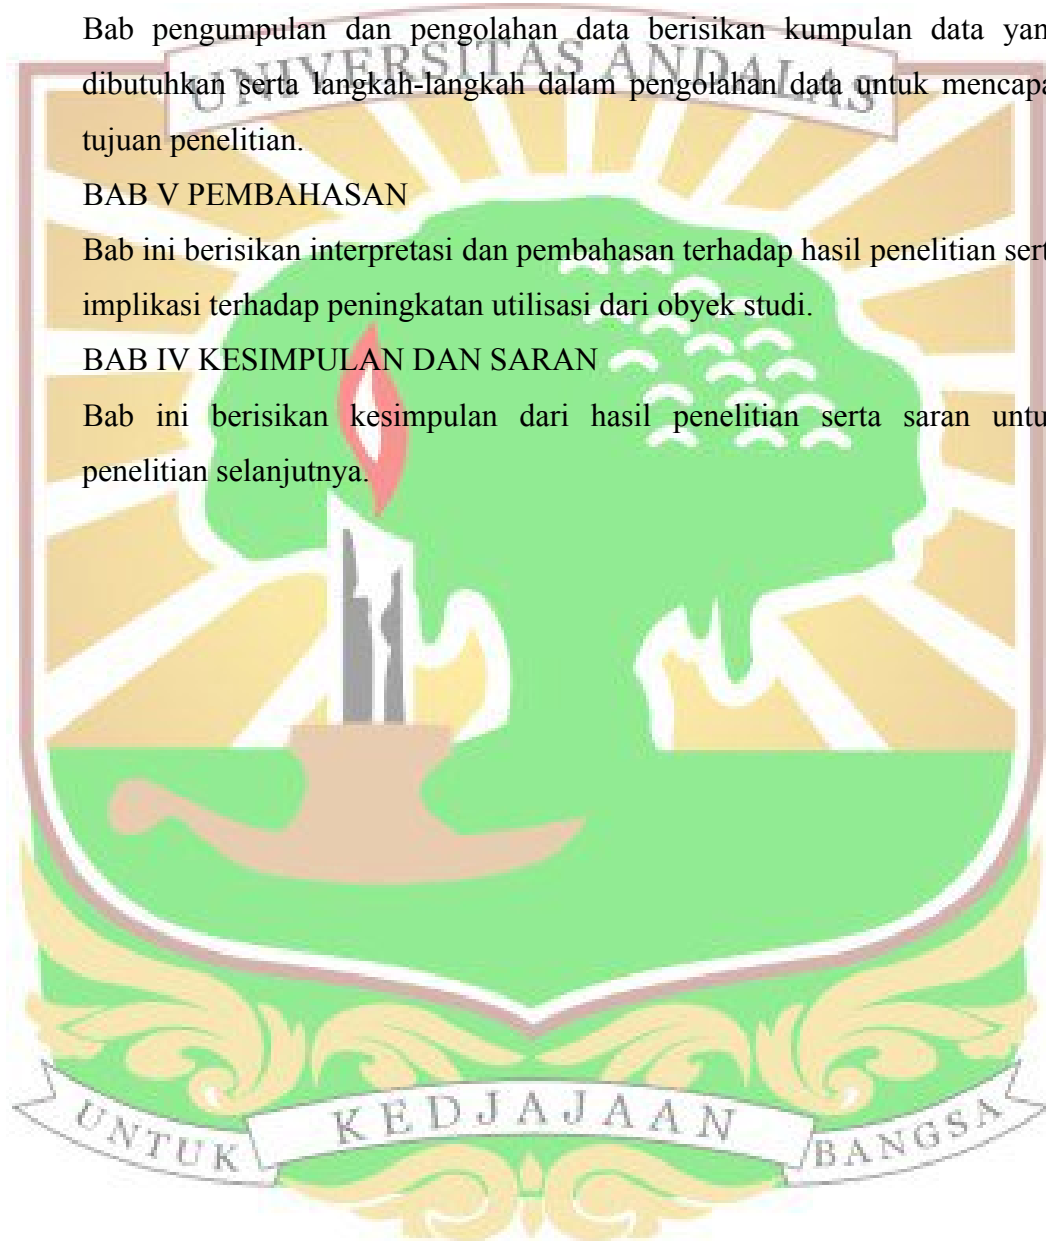 Bab pengumpulan dan pengolahan data berisikan kumpulan data yan
UNIVERSITAS ANDALAS
dibutuhkan serta langkah-langkah dalam pengolahan data untuk mencapa
tujuan penelitian.
BAB V PEMBAHASAN
Bab ini berisikan interpretasi dan pembahasan terhadap hasil penelitian sert
implikasi terhadap peningkatan utilisasi dari obyek studi.
BAB IV KESIMPULAN DAN SARAN
Bab ini berisikan kesimpulan dari hasil penelitian serta saran untu
penelitian selanjutnya.
UNTUK KEDJAJAAN BANGSA